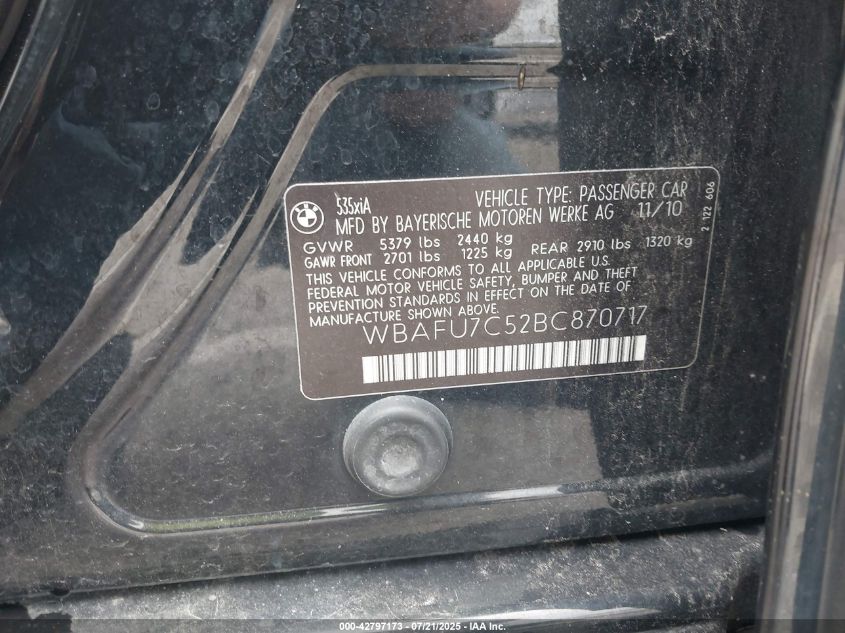 535xiA VEHICLE TYPE: PASSENGER CAR
MFD BY BAYERISCHE MOTOREN WERKE AG 11/10
GVWR 5379 lbs 2440 kg
GAWR FRONT 2701 lbs 1225 kg REAR 2910 lbs 1320 kg
THIS VEHICLE CONFORMS TO ALL APPLICABLE U.S.
FEDERAL MOTOR VEHICLE SAFETY, BUMPER AND THEFT
PREVENTION STANDARDS IN EFFECT ON THE DATE OF
MANUFACTURE SHOWN ABOVE.
WBAFU7C52BC870717
2 122 606
000-42797173 - 07/21/2025 - IAA Inc.